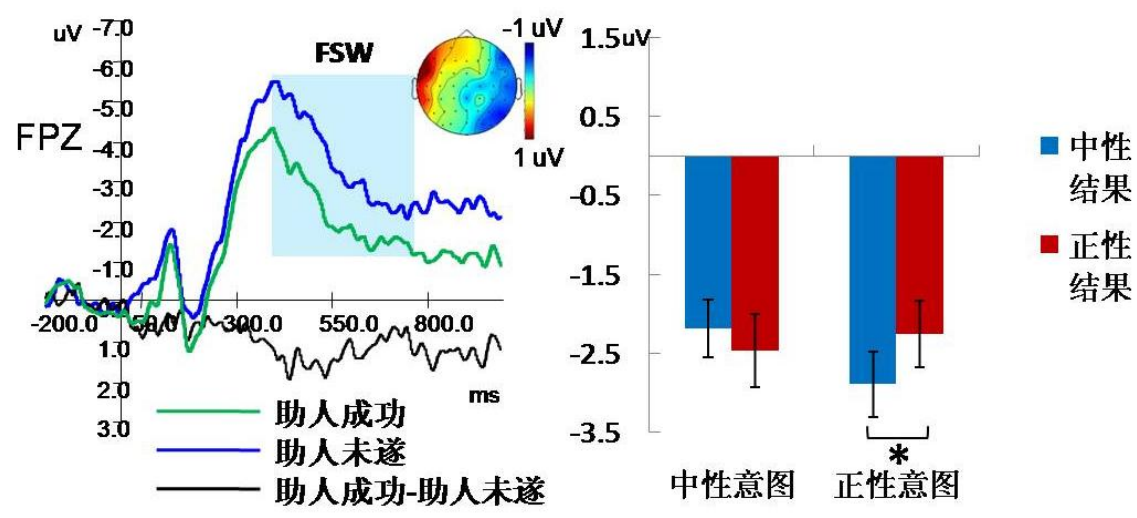 uV
-7.0
-6.0
-5.0
-4.0
-3.0
-2.0
-1.0
1.0
2.0
3.0
FPZ
FSW
-1 uV
1 uV
-200.0
50.0
300.0
550.0
800.0
ms
助人成功
助人未遂
助人成功-助人未遂
1.5uV
0.5
-0.5
-1.5
-2.5
-3.5
*
中性意图
正性意图
中性
结果
正性
结果